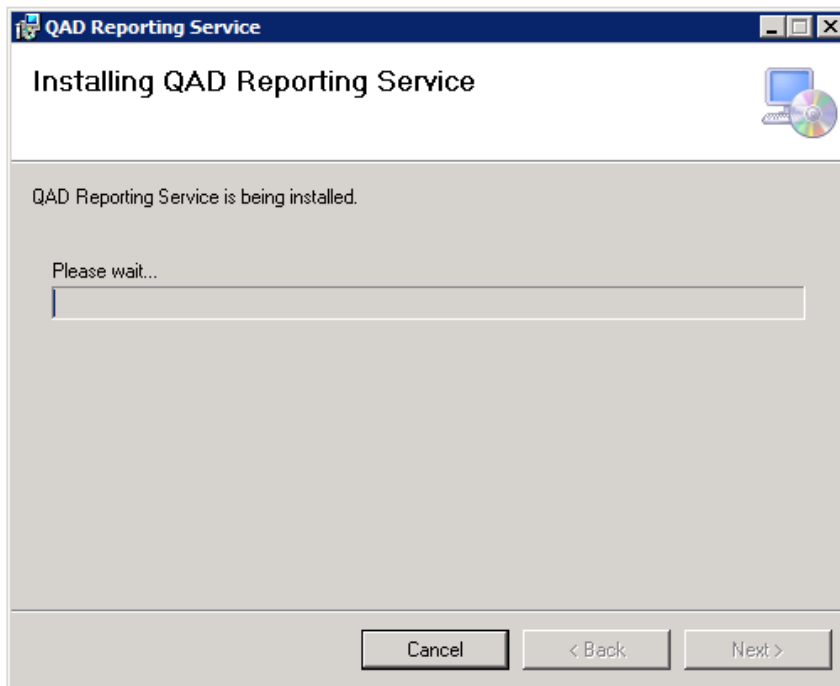 QAD Reporting Service
Installing QAD Reporting Service
QAD Reporting Service is being installed.
Please wait...
Cancel
< Back
Next >